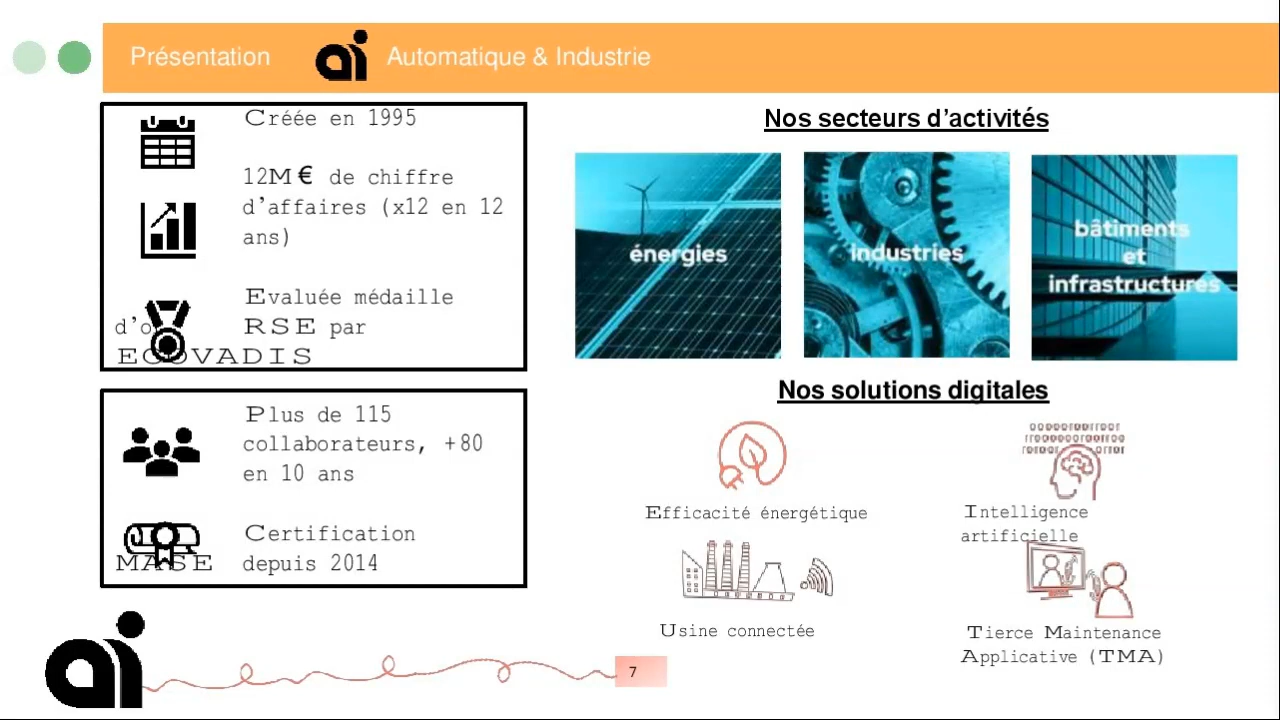 Présentation ai Automatique & Industrie
Créée en 1995
12M€ de chiffre
d'affaires (x12 en 12
ans)
Evaluée médaille
d'o RSE par
ECOVADIS
Plus de 115
collaborateurs, +80
en 10 ans
Certification
MASE depuis 2014
Nos secteurs d'activités
énergies
industries
bâtiments
et
infrastructures
Nos solutions digitales
Efficacité énergétique
Intelligence
artificielle
Usine connectée
Tierce Maintenance
Applicative (TMA)
ai
7